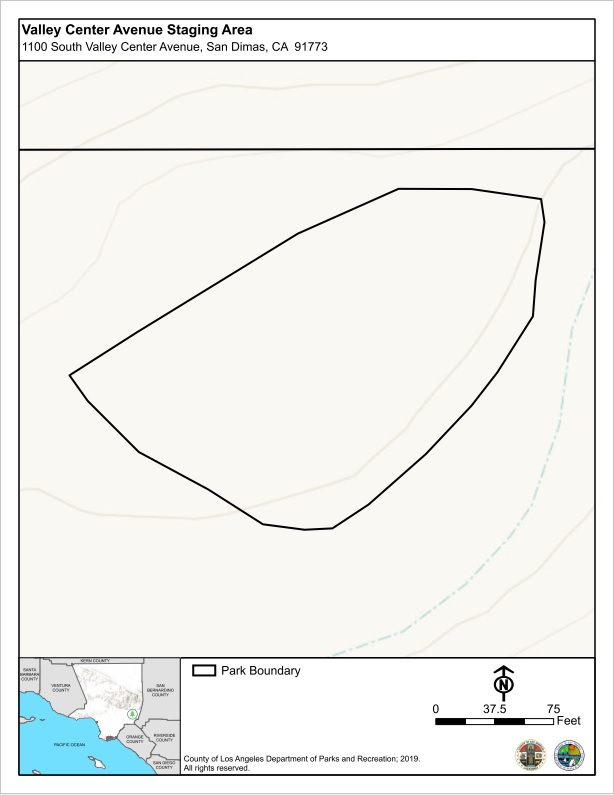 Valley Center Avenue Staging Area
1100 South Valley Center Avenue, San Dimas, CA 91773
KERN COUNTY
SANTA
BARBARA
COUNTY
VENTURA
COUNTY
SAN
BERNARDINO
COUNTY
ORANGE
COUNTY
RIVERSIDE
COUNTY
PACIFIC OCEAN
SAN DIEGO
COUNTY
Park Boundary
N
0 37.5 75
Feet
County of Los Angeles Department of Parks and Recreation; 2019.
All rights reserved.